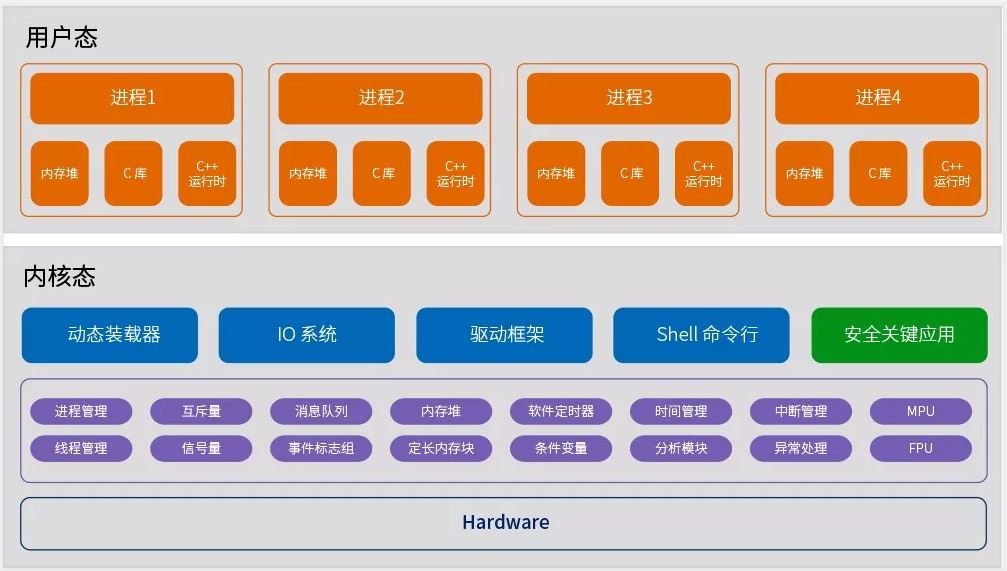 用户态
进程1
进程2
进程3
进程4
内存堆
C 库
C++
运行时
内存堆
C 库
C++
运行时
内存堆
C 库
C++
运行时
内存堆
C 库
C++
运行时
内核态
动态装载器
IO 系统
驱动框架
Shell 命令行
安全关键应用
进程管理
互斥量
消息队列
内存堆
软件定时器
时间管理
中断管理
MPU
线程管理
信号量
事件标志组
定长内存块
条件变量
分析模块
异常处理
FPU
Hardware